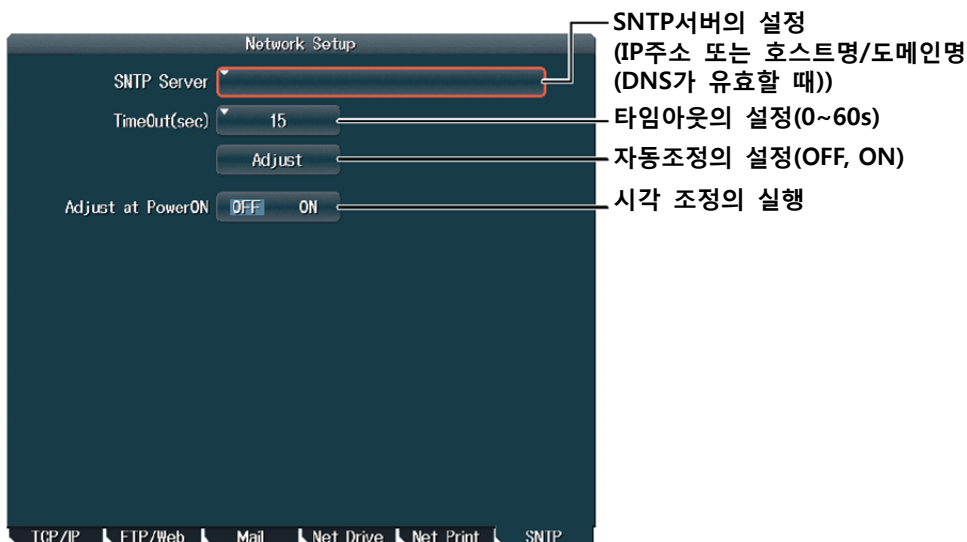 SNTP서버의 설정
(IP주소 또는 호스트명/도메인명
(DNS가 유효할 때))
Network Setup
SNTP Server
TimeOut(sec) 15 타임아웃의 설정(0~60s)
Adjust 자동조정의 설정(OFF, ON)
Adjust at PowerON OFF ON 시각 조정의 실행
TCP/IP FTP/Web Mail Net Drive Net Print SNTP